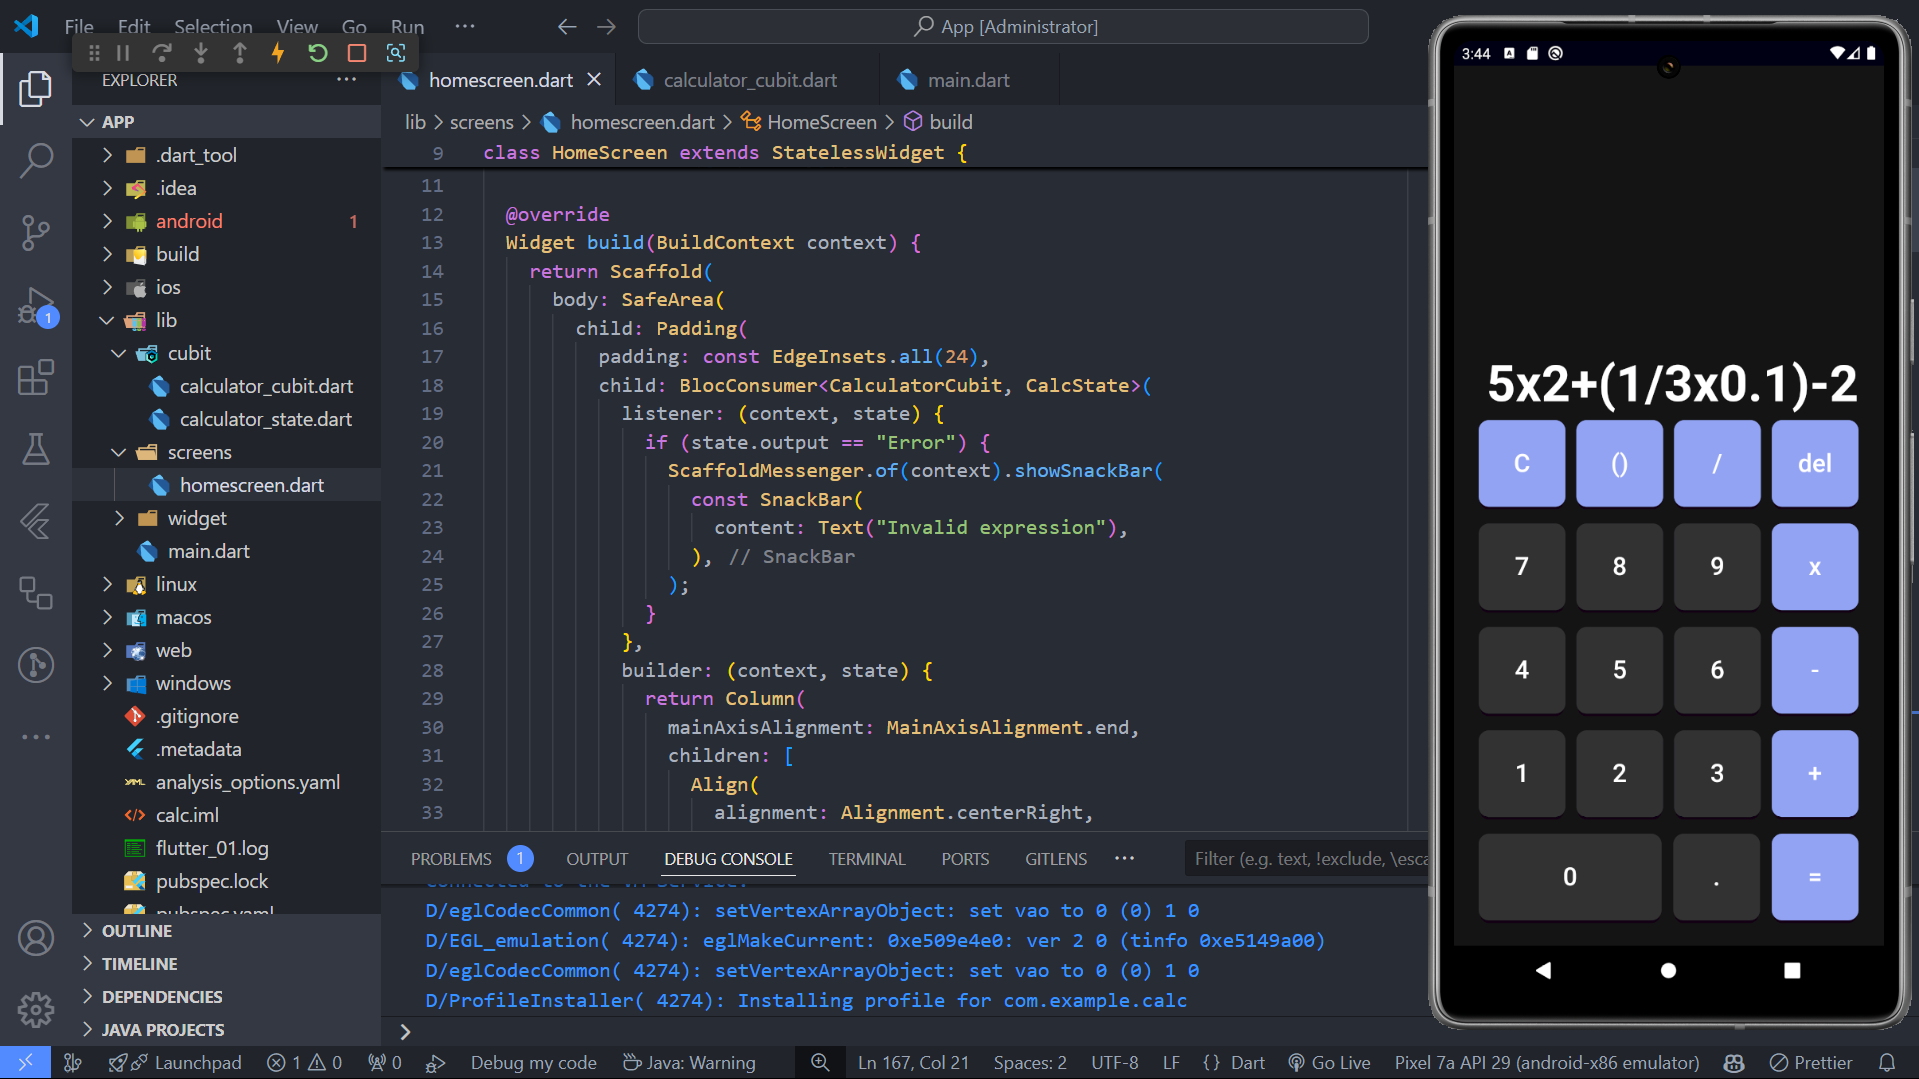 File Edit Selection View Go Run ···
App [Administrator]
EXPLORER ···
APP
.dart_tool
.idea
android 1
build
ios
lib
cubit
calculator_cubit.dart
calculator_state.dart
screens
homescreen.dart
widget
main.dart
linux
macos
web
windows
.gitignore
.metadata
analysis_options.yaml
calc.iml
flutter_01.log
pubspec.lock
pubspec.yaml
OUTLINE
TIMELINE
DEPENDENCIES
JAVA PROJECTS
1
homescreen.dart
calculator_cubit.dart
main.dart
lib > screens > homescreen.dart > HomeScreen > build
9 class HomeScreen extends StatelessWidget {
11
12 @override
13 Widget build(BuildContext context) {
14 return Scaffold(
15 body: SafeArea(
16 child: Padding(
17 padding: const EdgeInsets.all(24),
18 child: BlocConsumer<CalculatorCubit, CalcState>(
19 listener: (context, state) {
20 if (state.output == "Error") {
21 ScaffoldMessenger.of(context).showSnackBar(
22 const SnackBar(
23 content: Text("Invalid expression"),
24 ), // SnackBar
25 );
26 }
27 },
28 builder: (context, state) {
29 return Column(
30 mainAxisAlignment: MainAxisAlignment.end,
31 children: [
32 Align(
33 alignment: Alignment.centerRight,
PROBLEMS 1 OUTPUT DEBUG CONSOLE TERMINAL PORTS GITLENS ··· Filter (e.g. text, !exclude, \esca
Connected to the VM Service.
D/eglCodecCommon( 4274): setVertexArrayObject: set vao to 0 (0) 1 0
D/EGL_emulation( 4274): eglMakeCurrent: 0xe509e4e0: ver 2 0 (tinfo 0xe5149a00)
D/eglCodecCommon( 4274): setVertexArrayObject: set vao to 0 (0) 1 0
D/ProfileInstaller( 4274): Installing profile for com.example.calc
>
Launchpad 1 0 0 Debug my code Java: Warning Ln 167, Col 21 Spaces: 2 UTF-8 LF {} Dart Go Live Pixel 7a API 29 (android-x86 emulator) Prettier
3:44
5x2+(1/3x0.1)-2
C () / del
7 8 9 x
4 5 6 -
1 2 3 +
0 . =